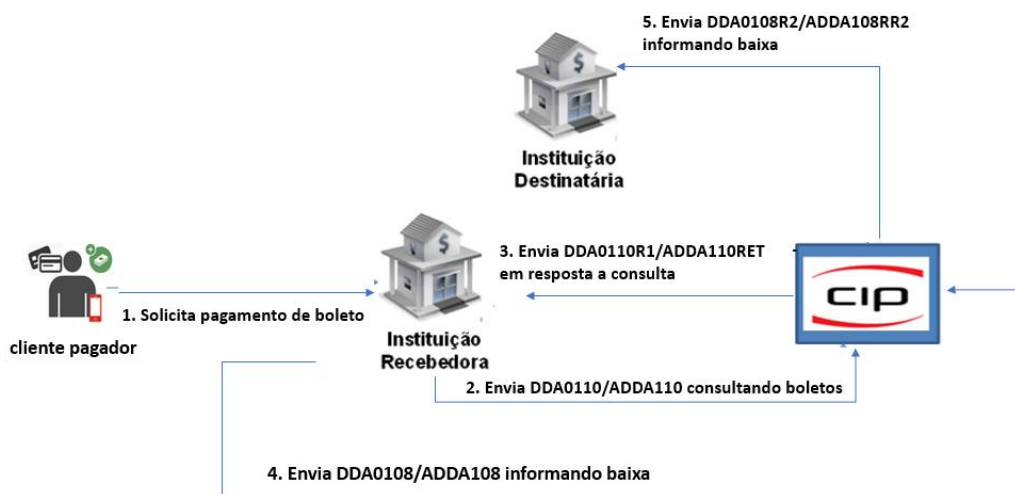 5. Envia DDA0108R2/ADDA108RR2
informando baixa
Instituição
Destinatária
3. Envia DDA0110R1/ADDA110RET
em resposta a consulta
cip
1. Solicita pagamento de boleto
cliente pagador
Instituição
Recebedora
2. Envia DDA0110/ADDA110 consultando boletos
4. Envia DDA0108/ADDA108 informando baixa